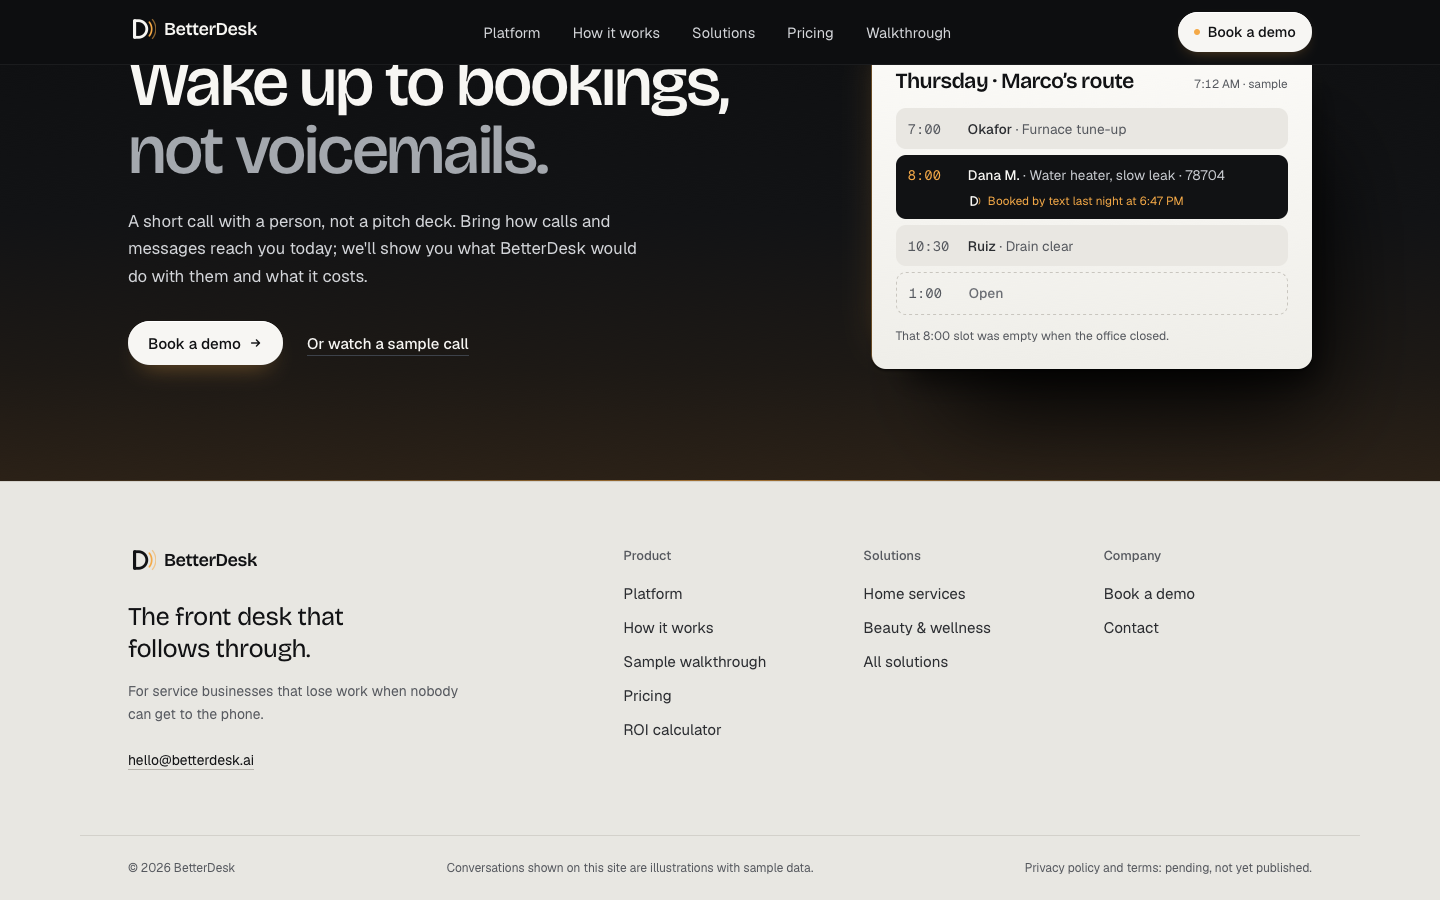 BetterDesk
Platform
How it works
Solutions
Pricing
Walkthrough
Book a demo
Wake up to bookings,
not voicemails.
A short call with a person, not a pitch deck. Bring how calls and
messages reach you today; we'll show you what BetterDesk would
do with them and what it costs.
Book a demo →
Or watch a sample call
Thursday · Marco's route
7:12 AM · sample
7:00 Okafor · Furnace tune-up
8:00 Dana M. · Water heater, slow leak · 78704
Booked by text last night at 6:47 PM
10:30 Ruiz · Drain clear
1:00 Open
That 8:00 slot was empty when the office closed.
BetterDesk
The front desk that
follows through.
For service businesses that lose work when nobody
can get to the phone.
hello@betterdesk.ai
Product
Platform
How it works
Sample walkthrough
Pricing
ROI calculator
Solutions
Home services
Beauty & wellness
All solutions
Company
Book a demo
Contact
© 2026 BetterDesk
Conversations shown on this site are illustrations with sample data.
Privacy policy and terms: pending, not yet published.